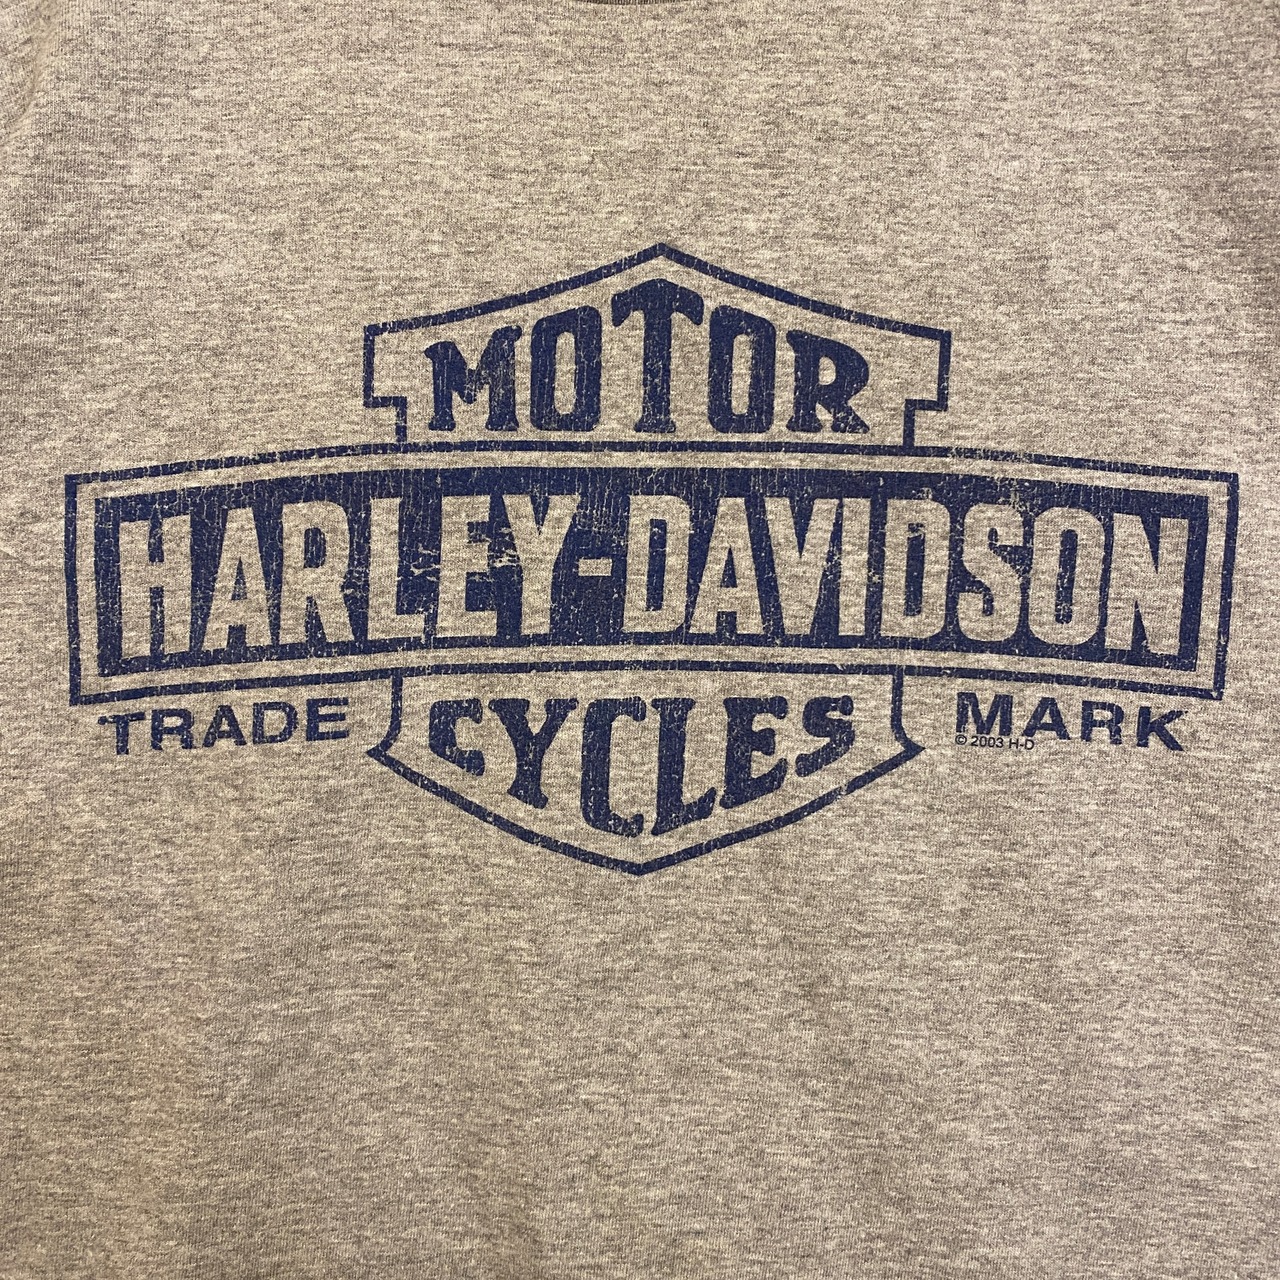 MOTOR
HARLEY-DAVIDSON
TRADE MARK
© 2003 H-D
CYCLES